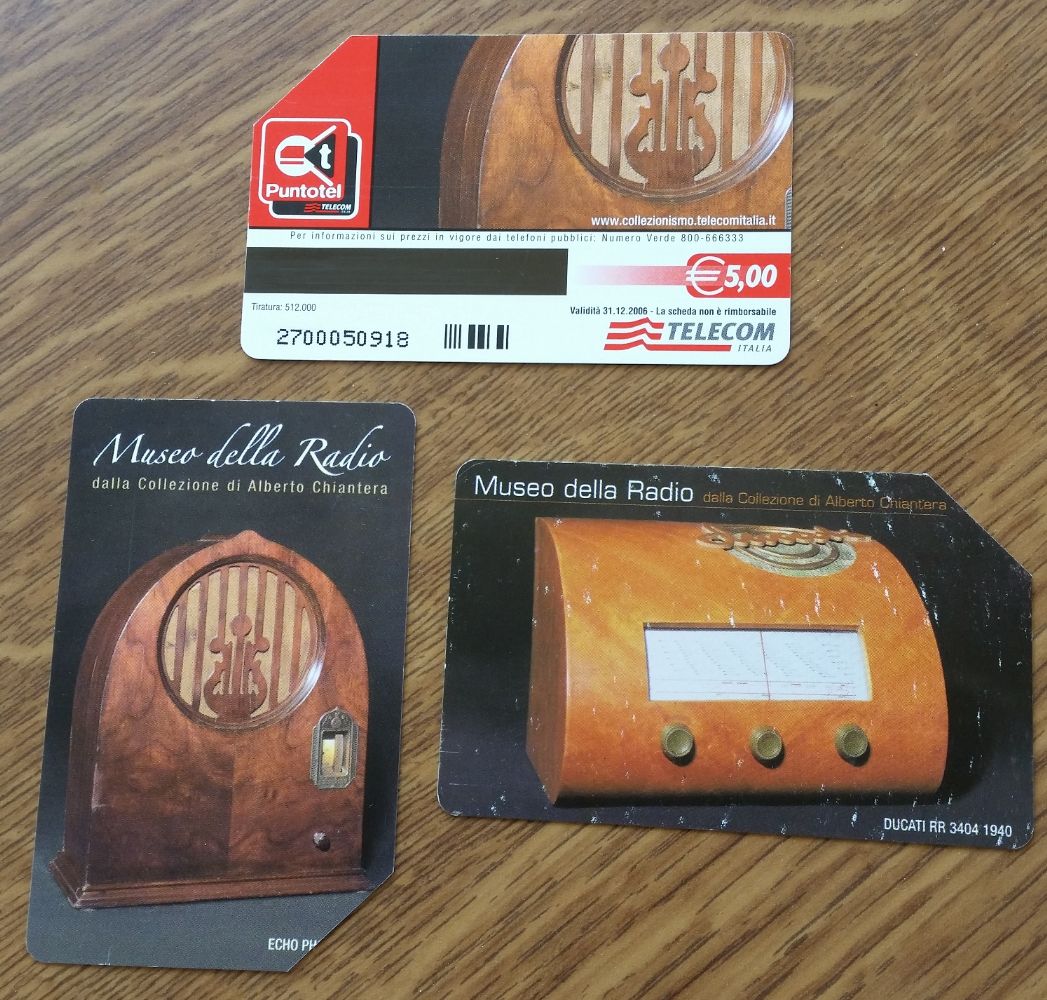 t
Puntotel
TELECOM
www.collezionismo.telecomitalia.it
Per informazioni sui prezzi in vigore dai telefoni pubblici: Numero Verde 800-666333
€5,00
Tiratura: 512.000
Validità 31.12.2006 - La scheda non è rimborsabile
2700050918
TELECOM
ITALIA
Museo della Radio
dalla Collezione di Alberto Chiantera
ECHO PH
Museo della Radio dalla Collezione di Alberto Chiantera
DUCATI RR 3404 1940